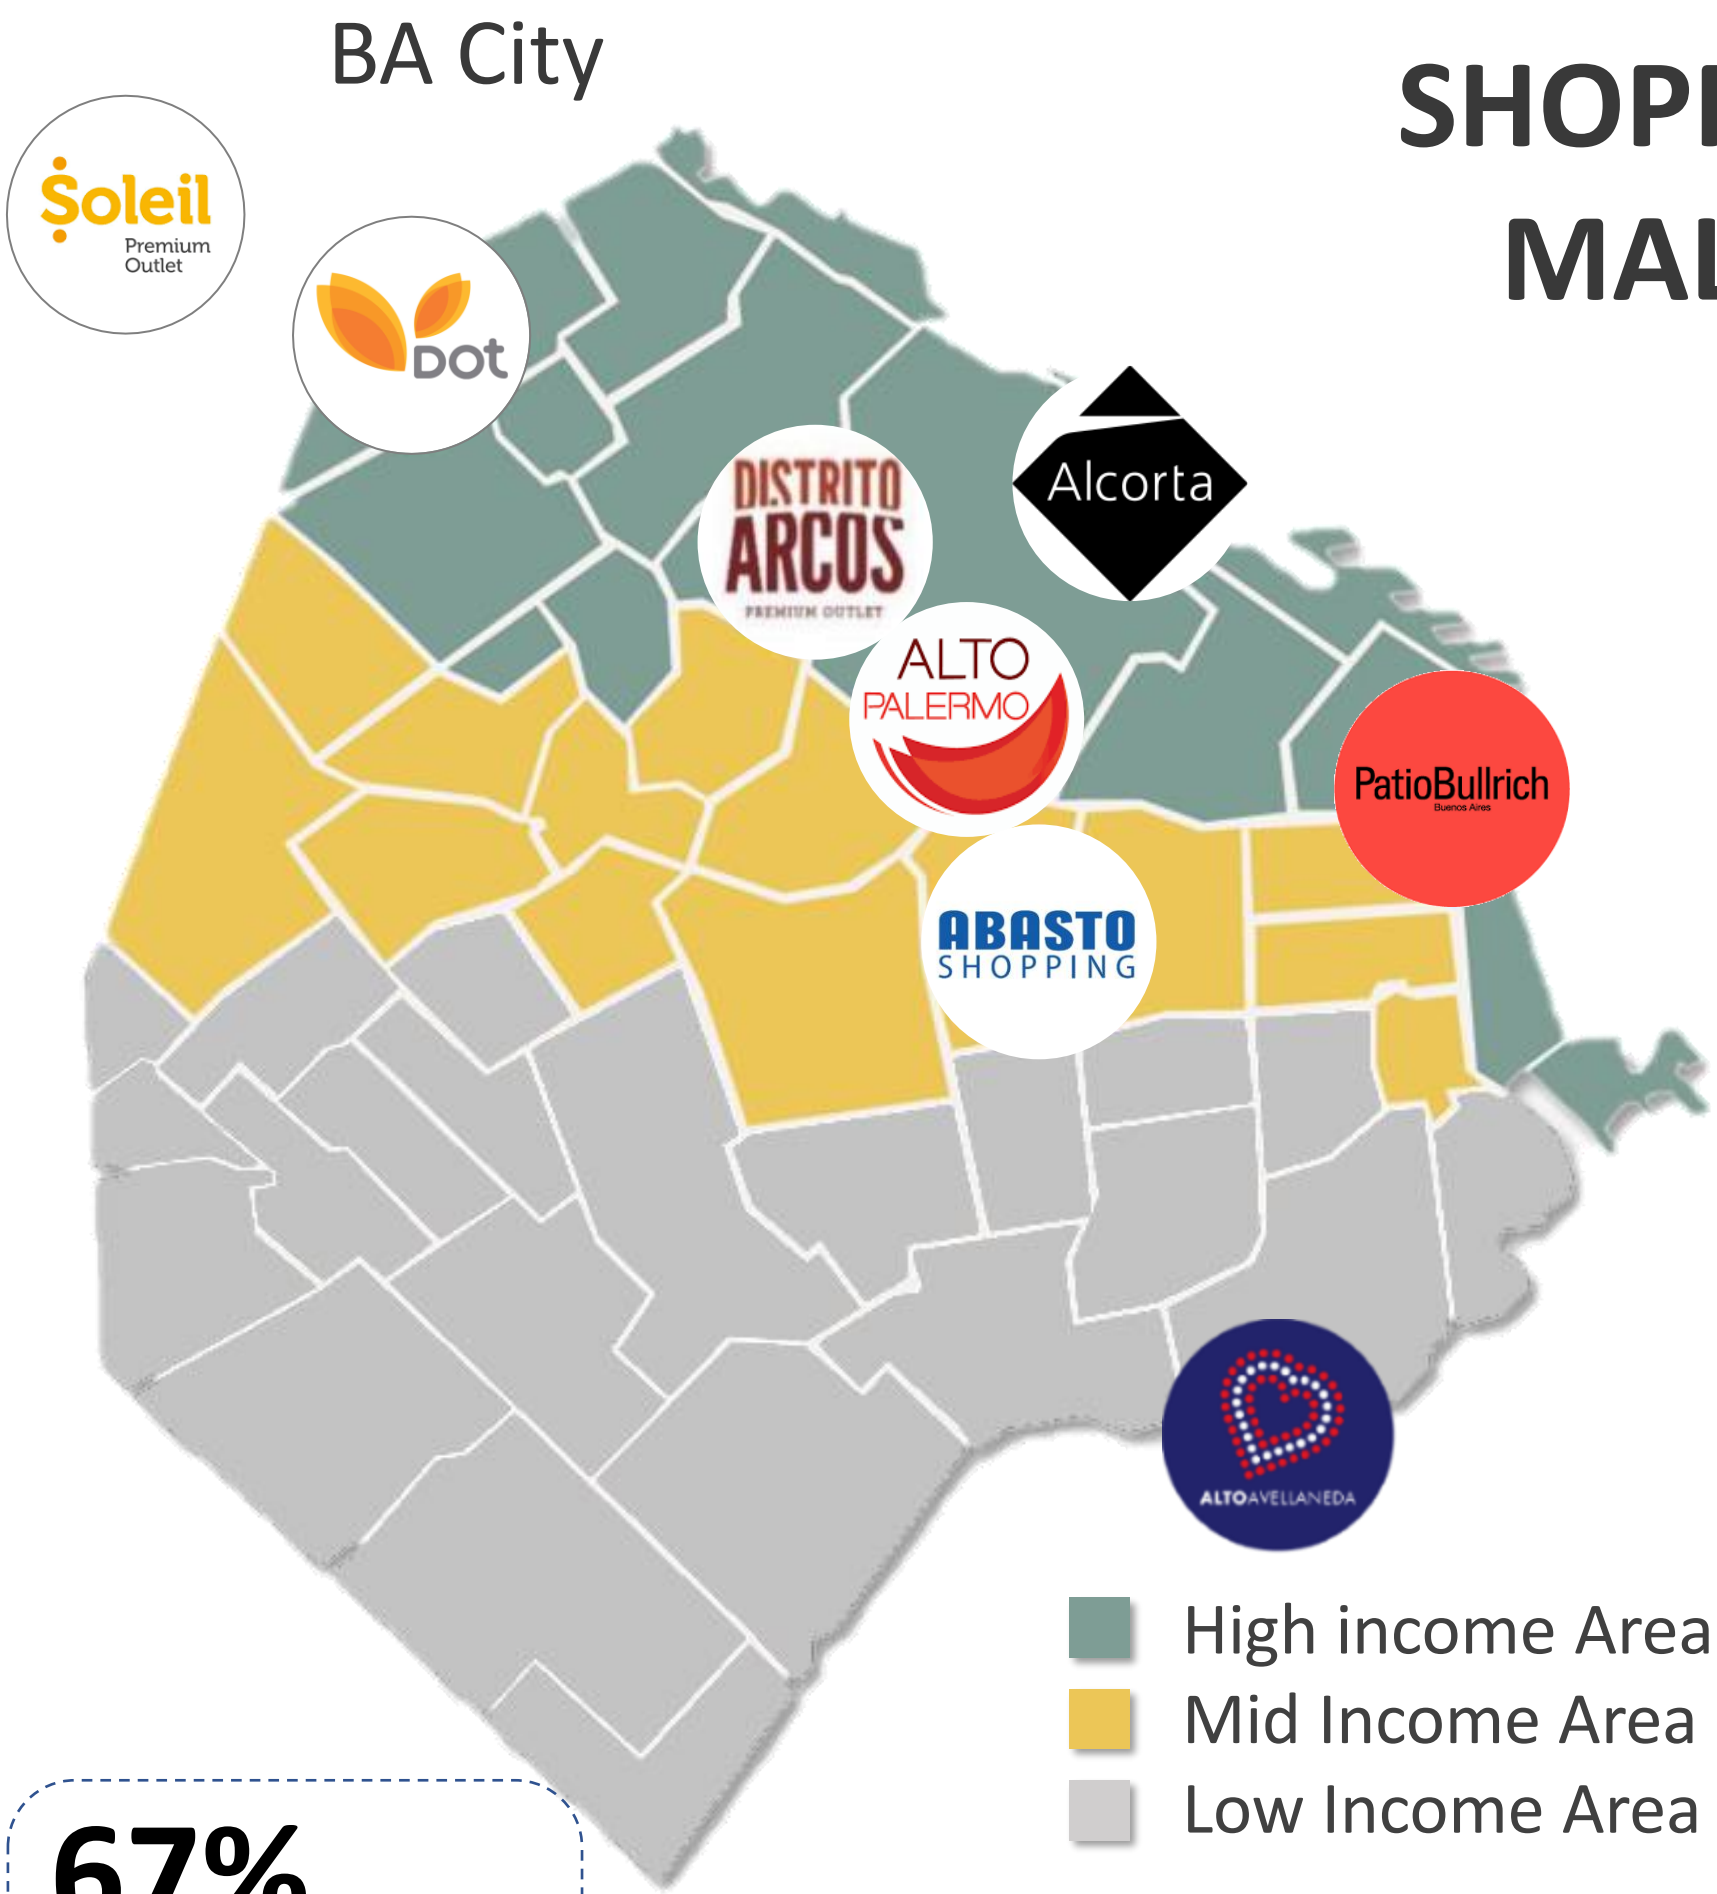 BA City
SHOPP
MAL
Soleil
Premium
Outlet
DOT
DISTRITO
ARCOS
PREMIUM OUTLET
Alcorta
ALTO
PALERMO
PatioBullrich
Buenos Aires
ABASTO
SHOPPING
ALTOAVELLANEDA
High income Area
Mid Income Area
Low Income Area
67%